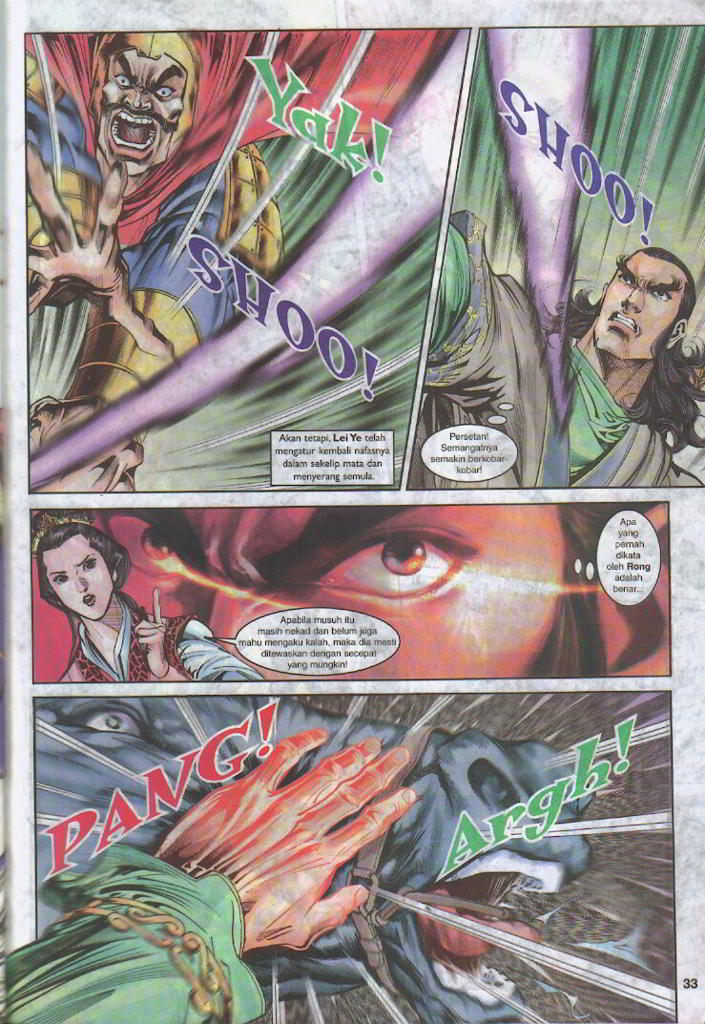 Yak!
SHOO!
Akan tetapi, Lei Ye telah
mengatur kembali nafasnya
dalam sekelip mata dan
menyerang semula.
SHOO!
Persetan!
Semangatnya
semakin berkobar-
kobar!
Apabila musuh itu
masih nekad dan belum juga
mahu mengaku kalah, maka dia mesti
ditewaskan dengan secepat
yang mungkin!
Apa
yang
pernah
dikata
oleh Rong
adalah
benar...
PANG!
Argh!
33